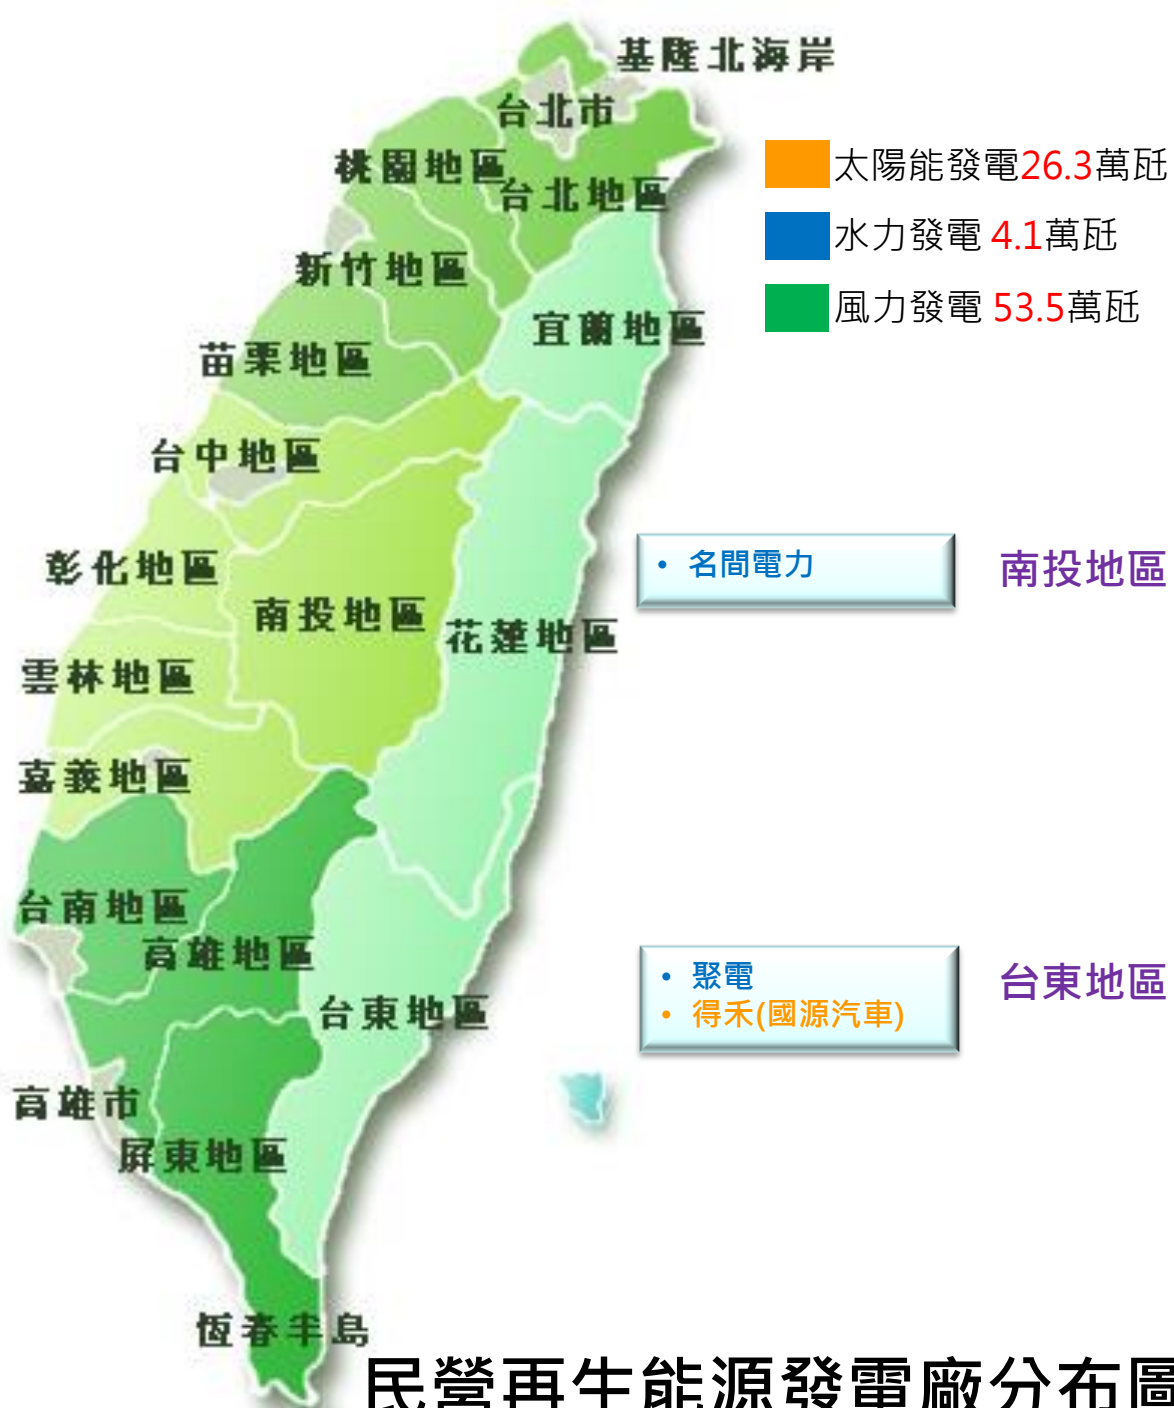 基隆北海岸
台北市
桃園地區
台北地區
新竹地區
宜蘭地區
苗栗地區
台中地區
彰化地區
南投地區
花蓮地區
雲林地區
嘉義地區
台南地區
高雄地區
台東地區
高雄市
屏東地區
恆春半島
太陽能發電26.3萬瓩
水力發電 4.1萬瓩
風力發電 53.5萬瓩
• 名間電力
南投地區
• 聚電
• 得禾(國源汽車)
台東地區
民營再生能源發電廠分布圖